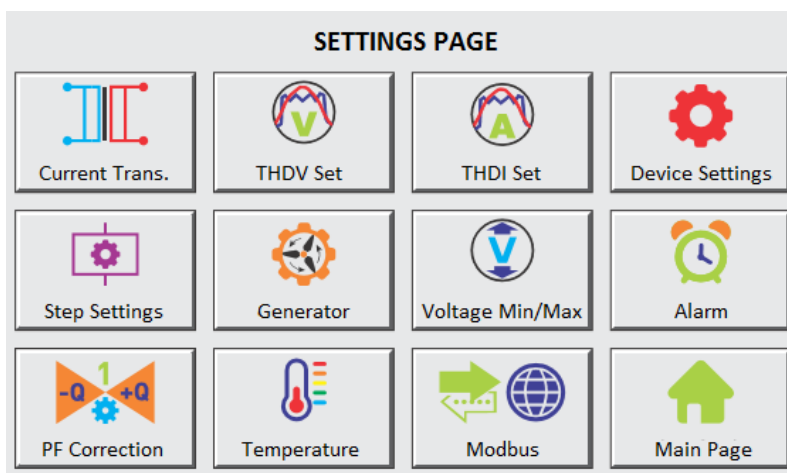 SETTINGS PAGE
V
A
Current Trans.
THDV Set
THDI Set
Device Settings
V
Step Settings
Generator
Voltage Min/Max
Alarm
1
-Q +Q
PF Correction
Temperature
Modbus
Main Page